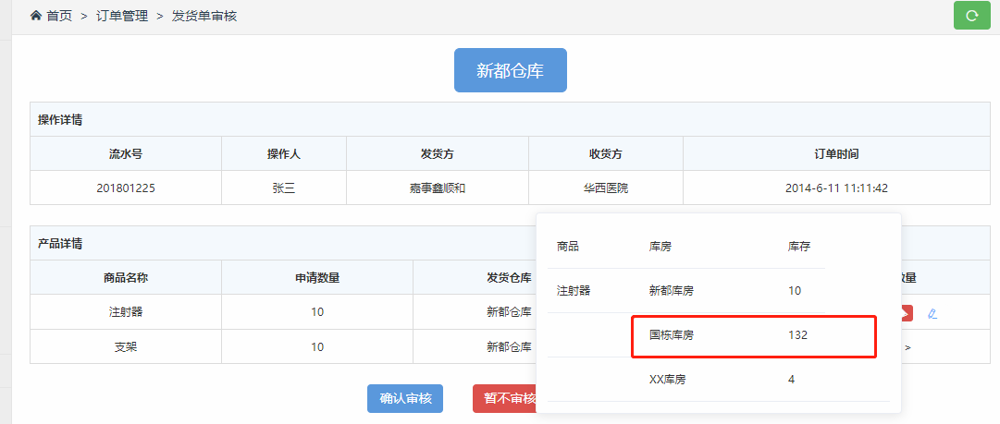 首页 > 订单管理 > 发货单审核
新都仓库
操作详情
流水号 操作人 发货方 收货方 订单时间
201801225 张三 嘉事鑫顺和 华西医院 2014-6-11 11:11:42
产品详情
商品名称 申请数量 发货仓库 数量
注射器 10 新都仓库
支架 10 新都仓库 >
商品 库房 库存
注射器 新都库房 10
国栋库房 132
XX库房 4
确认审核 暂不审核